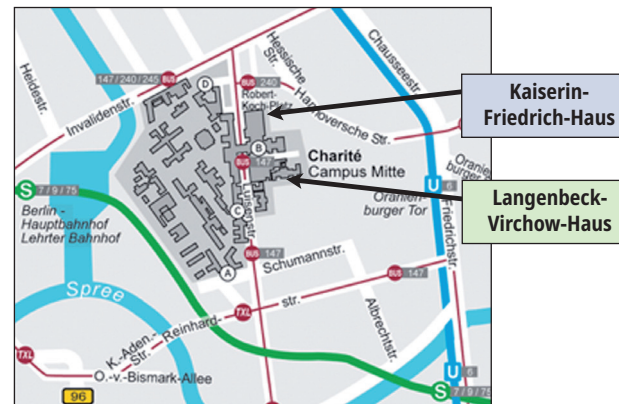 Kaiserin-
Friedrich-Haus
Langenbeck-
Virchow-Haus
147/240/245 BUS
Heidestr.
Invalidenstr.
D
BUS 240
Robert-
Koch-Platz
Hessische
Str.
Hannoversche Str.
Chausseestr.
B
BUS 147
Charité
Campus Mitte
C
Luisenstr.
A
BUS 147
Schumannstr.
S 7/9/75
Berlin -
Hauptbahnhof
Lehrter Bahnhof
U 6
Oranien-
burger Tor
Friedrichstr.
BUS 147
Albrechtstr.
Spree
TXL
Reinhard-
str.
K.-Aden.-
Str.
TXL
O.-v.-Bismark-Allee
96
U 6
S 7/9/75